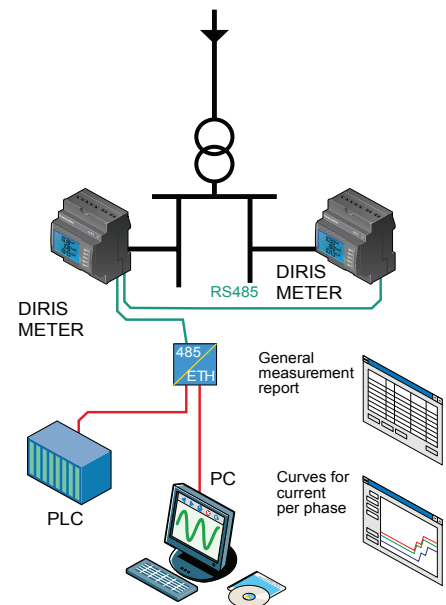 DIRIS
METER
RS485
DIRIS
METER
485
ETH
General
measurement
report
PLC
PC
Curves for
current
per phase